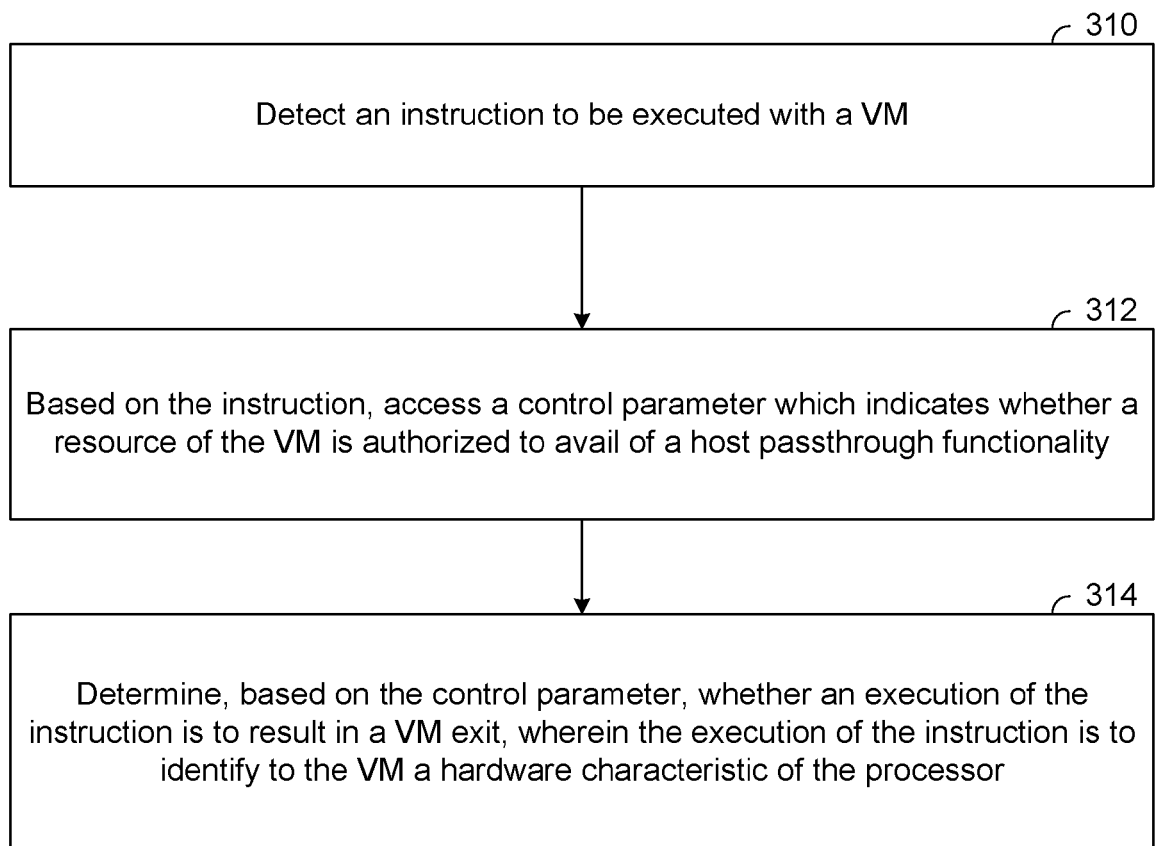 310
Detect an instruction to be executed with a VM
312
Based on the instruction, access a control parameter which indicates whether a
resource of the VM is authorized to avail of a host passthrough functionality
314
Determine, based on the control parameter, whether an execution of the
instruction is to result in a VM exit, wherein the execution of the instruction is to
identify to the VM a hardware characteristic of the processor